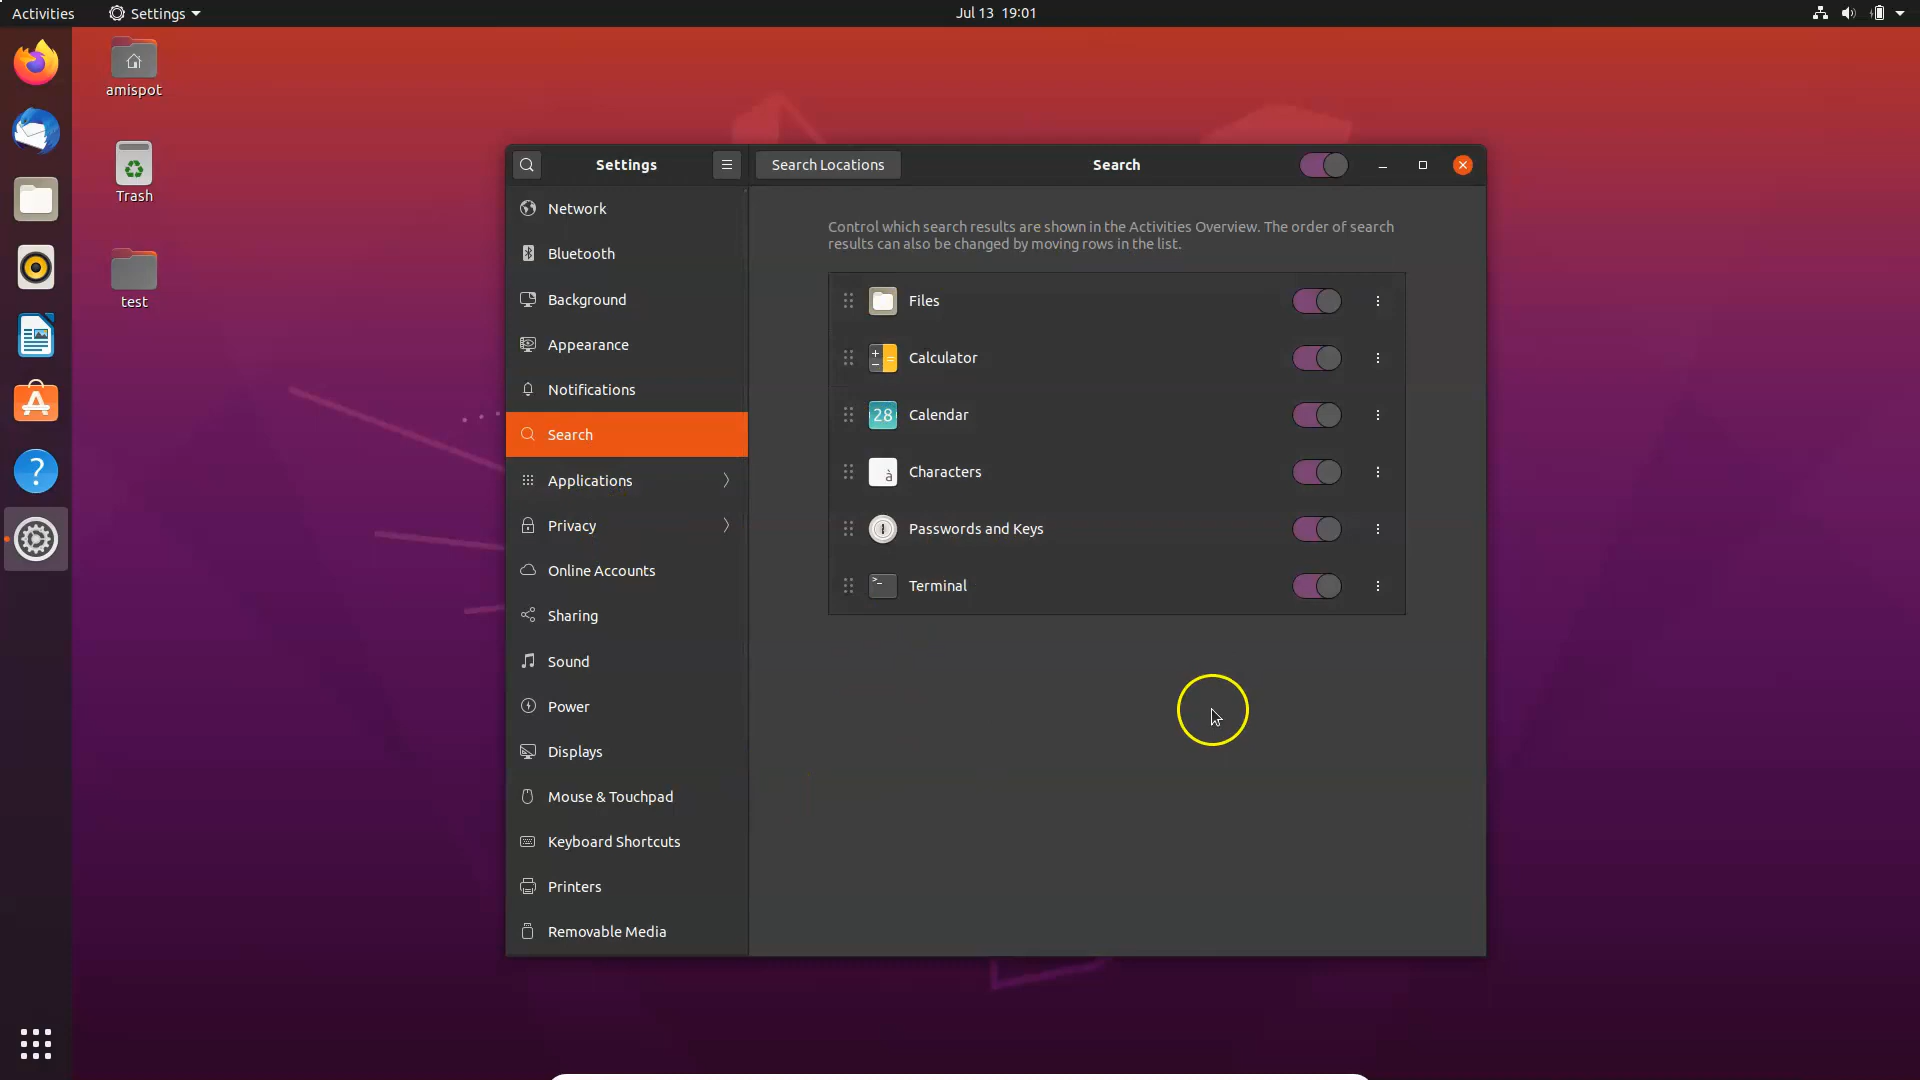 Activities
Settings
Jul 13 19:01
amispot
Trash
test
Settings
Search Locations
Search
Network
Bluetooth
Background
Appearance
Notifications
Search
Applications
Privacy
Online Accounts
Sharing
Sound
Power
Displays
Mouse & Touchpad
Keyboard Shortcuts
Printers
Removable Media
Control which search results are shown in the Activities Overview. The order of search
results can also be changed by moving rows in the list.
Files
Calculator
28 Calendar
à Characters
Passwords and Keys
>_ Terminal